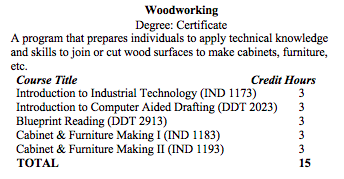 Woodworking
Degree: Certificate
A program that prepares individuals to apply technical knowledge
and skills to join or cut wood surfaces to make cabinets, furniture,
etc.
Course Title Credit Hours
Introduction to Industrial Technology (IND 1173) 3
Introduction to Computer Aided Drafting (DDT 2023) 3
Blueprint Reading (DDT 2913) 3
Cabinet & Furniture Making I (IND 1183) 3
Cabinet & Furniture Making II (IND 1193) 3
TOTAL 15